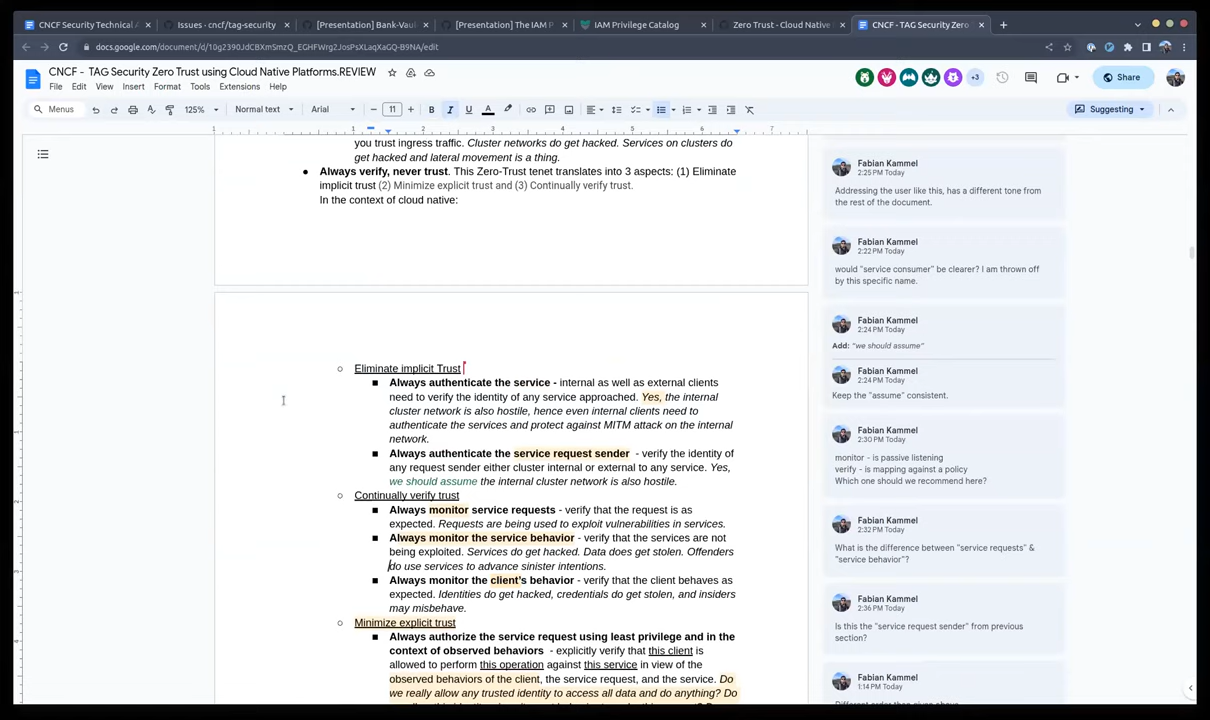 CNCF Security Technical A
Issues · cncf/tag-security
[Presentation] Bank-Vau
[Presentation] The IAM P
IAM Privilege Catalog
Zero Trust - Cloud Native
CNCF - TAG Security Zero
docs.google.com/document/d/10g2390JdCBXmSmzQ_EGHFWrg2JosPsXLaqXaGQ-B9NA/edit
CNCF - TAG Security Zero Trust using Cloud Native Platforms.REVIEW
+3
Share
File Edit View Insert Format Tools Extensions Help
Menus
125%
Normal text
Arial
11
B I U A
Suggesting
1 1 2 3 4 5 6 7
you trust ingress traffic. Cluster networks do get hacked. Services on clusters do
get hacked and lateral movement is a thing.
● Always verify, never trust. This Zero-Trust tenet translates into 3 aspects: (1) Eliminate
implicit trust (2) Minimize explicit trust and (3) Continually verify trust.
In the context of cloud native:
○ Eliminate implicit Trust
■ Always authenticate the service - internal as well as external clients
need to verify the identity of any service approached. Yes, the internal
cluster network is also hostile, hence even internal clients need to
authenticate the services and protect against MITM attack on the internal
network.
■ Always authenticate the service request sender - verify the identity of
any request sender either cluster internal or external to any service. Yes,
we should assume the internal cluster network is also hostile.
○ Continually verify trust
■ Always monitor service requests - verify that the request is as
expected. Requests are being used to exploit vulnerabilities in services.
■ Always monitor the service behavior - verify that the services are not
being exploited. Services do get hacked. Data does get stolen. Offenders
do use services to advance sinister intentions.
■ Always monitor the client's behavior - verify that the client behaves as
expected. Identities do get hacked, credentials do get stolen, and insiders
may misbehave.
○ Minimize explicit trust
■ Always authorize the service request using least privilege and in the
context of observed behaviors - explicitly verify that this client is
allowed to perform this operation against this service in view of the
observed behaviors of the client, the service request, and the service. Do
we really allow any trusted identity to access all data and do anything? Do
Fabian Kammel
2:25 PM Today
Addressing the user like this, has a different tone from
the rest of the document.
Fabian Kammel
2:22 PM Today
would "service consumer" be clearer? I am thrown off
by this specific name.
Fabian Kammel
2:24 PM Today
Add: "we should assume"
Fabian Kammel
2:24 PM Today
Keep the "assume" consistent.
Fabian Kammel
2:30 PM Today
monitor - is passive listening
verify - is mapping against a policy
Which one should we recommend here?
Fabian Kammel
2:32 PM Today
What is the difference between "service requests" &
"service behavior"?
Fabian Kammel
2:36 PM Today
Is this the "service request sender" from previous
section?
Fabian Kammel
1:14 PM Today